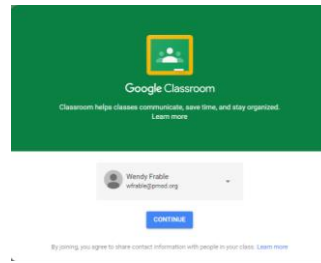 Google Classroom
Classroom helps classes communicate, save time, and stay organized.
Learn more
Wendy Frable
wfrable@pmsd.org
CONTINUE
By joining, you agree to share contact information with people in your class. Learn more